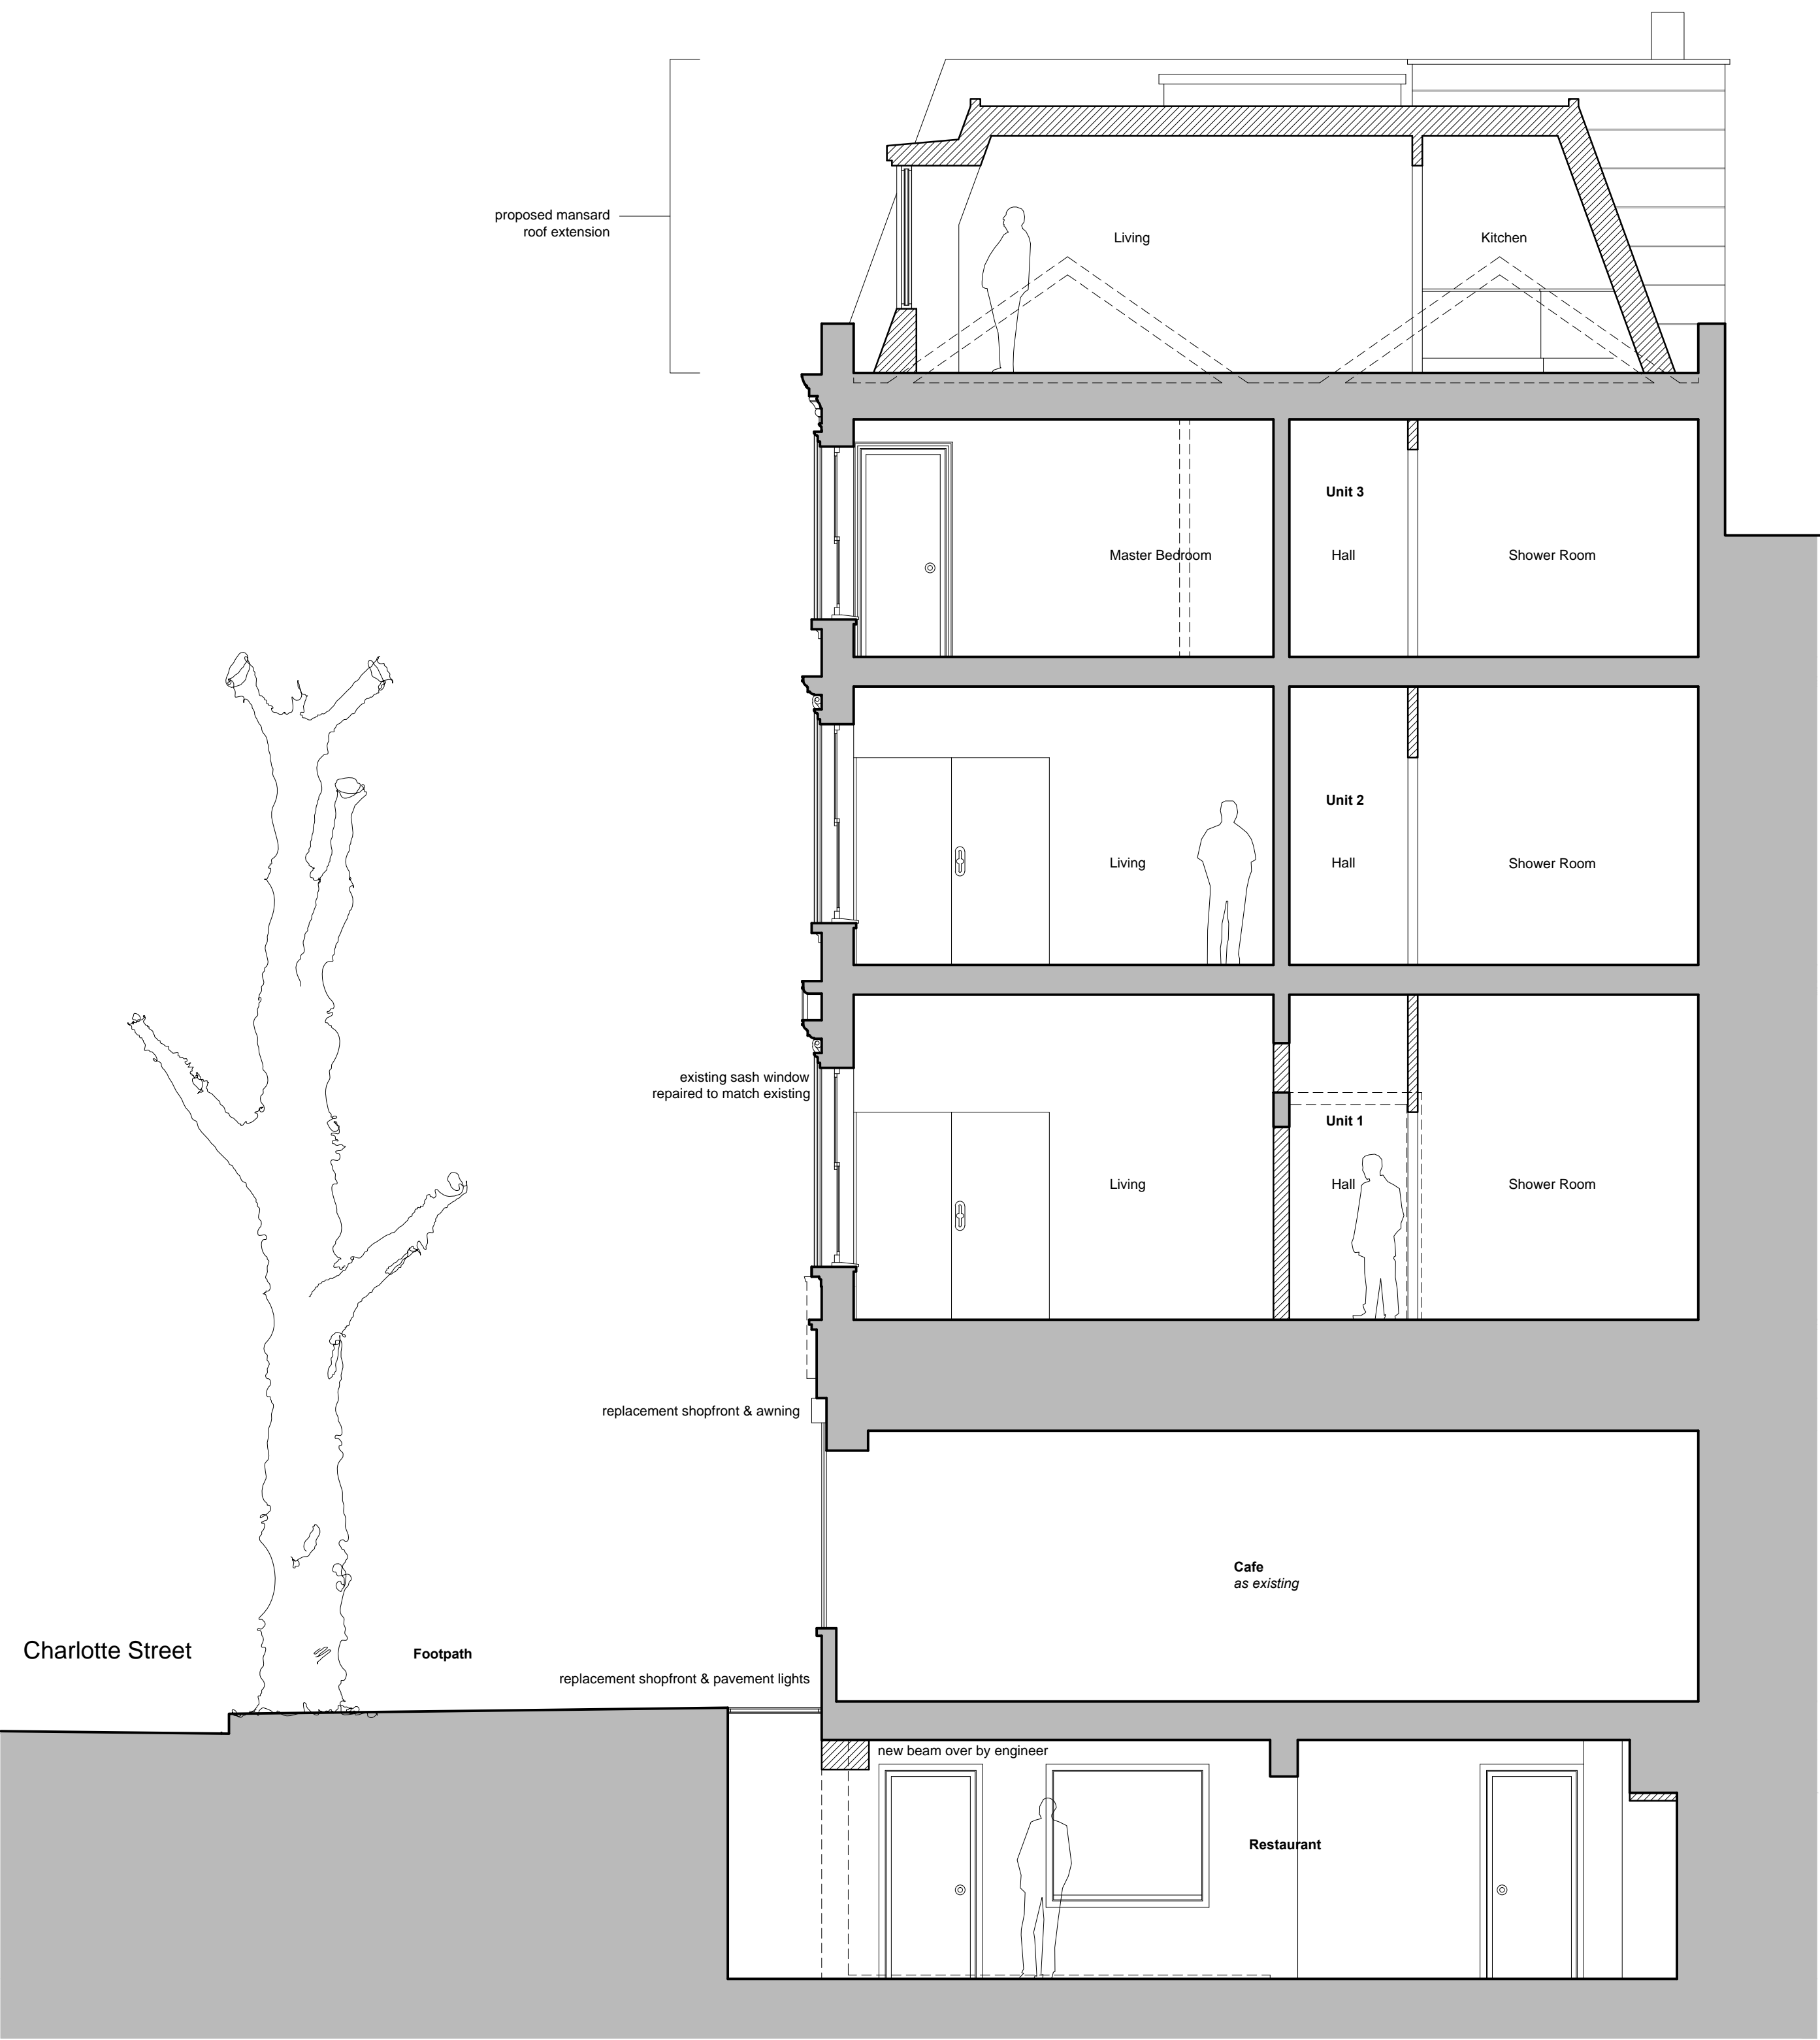 proposed mansard
roof extension
Living
Kitchen
Unit 3
Master Bedroom
Hall
Shower Room
Unit 2
Living
Hall
Shower Room
existing sash window
repaired to match existing
Unit 1
Living
Hall
Shower Room
replacement shopfront & awning
Cafe
as existing
Charlotte Street
Footpath
replacement shopfront & pavement lights
new beam over by engineer
Restaurant